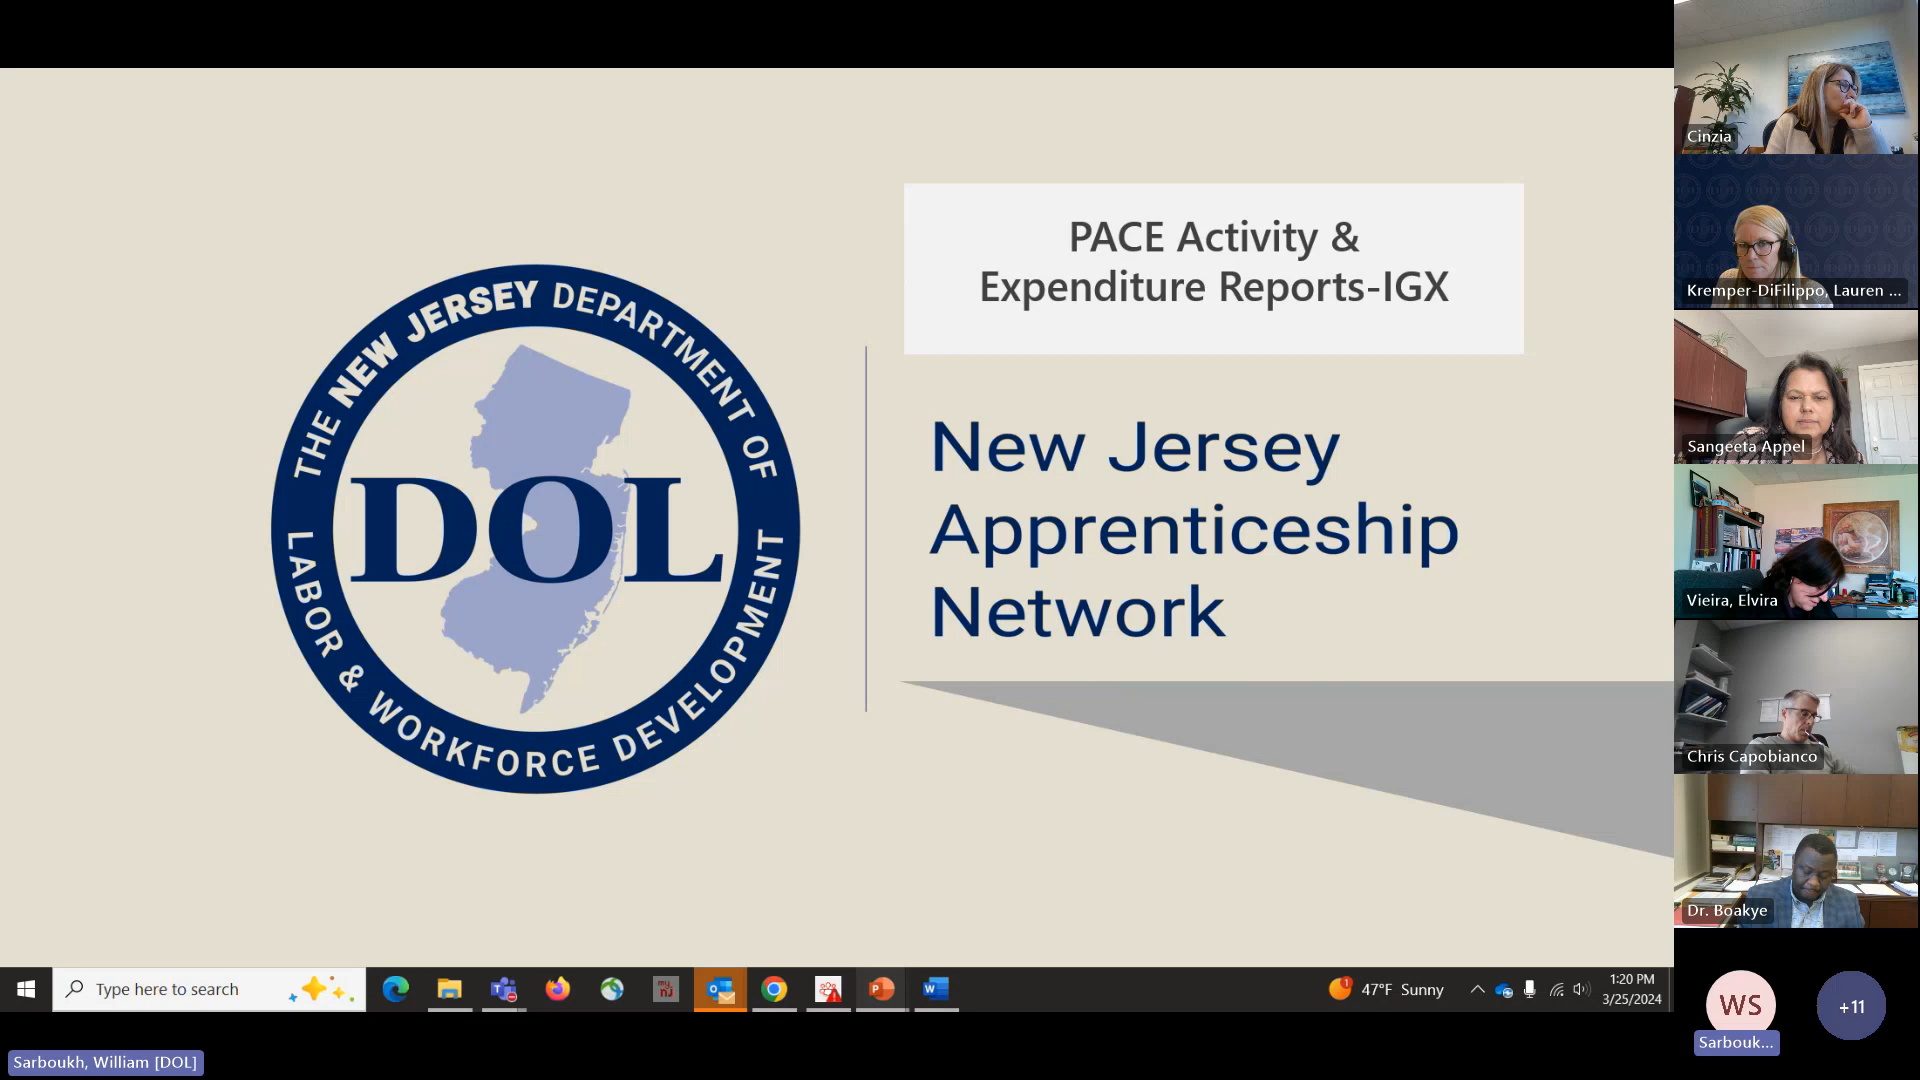 THE NEW JERSEY DEPARTMENT OF
LABOR & WORKFORCE DEVELOPMENT
DOL
PACE Activity &
Expenditure Reports-IGX
New Jersey
Apprenticeship
Network
Cinzia
Kremper-DiFilippo, Lauren ...
Sangeeta Appel
Vieira, Elvira
Chris Capobianco
Dr. Boakye
WS
Sarbouk...
+11
Type here to search
47°F Sunny
1:20 PM
3/25/2024
Sarboukh, William [DOL]